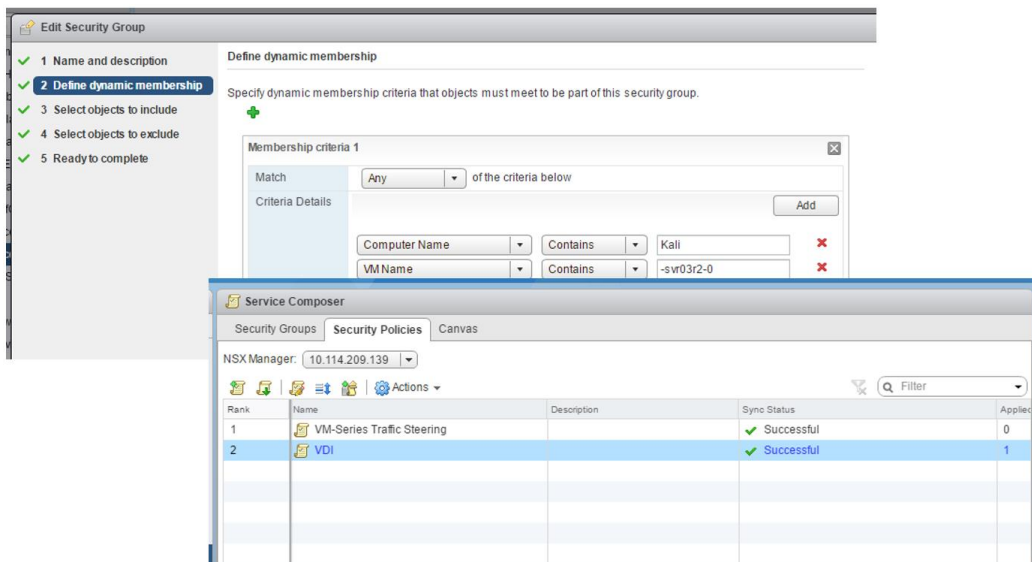 Edit Security Group
1 Name and description
2 Define dynamic membership
3 Select objects to include
4 Select objects to exclude
5 Ready to complete
Define dynamic membership
Specify dynamic membership criteria that objects must meet to be part of this security group.
Membership criteria 1
Match Any of the criteria below
Criteria Details
Add
Computer Name Contains Kali
VM Name Contains -svr03r2-0
Service Composer
Security Groups Security Policies Canvas
NSX Manager: 10.114.209.139
Actions Filter
Rank Name Description Sync Status Applied
1 VM-Series Traffic Steering Successful 0
2 VDI Successful 1